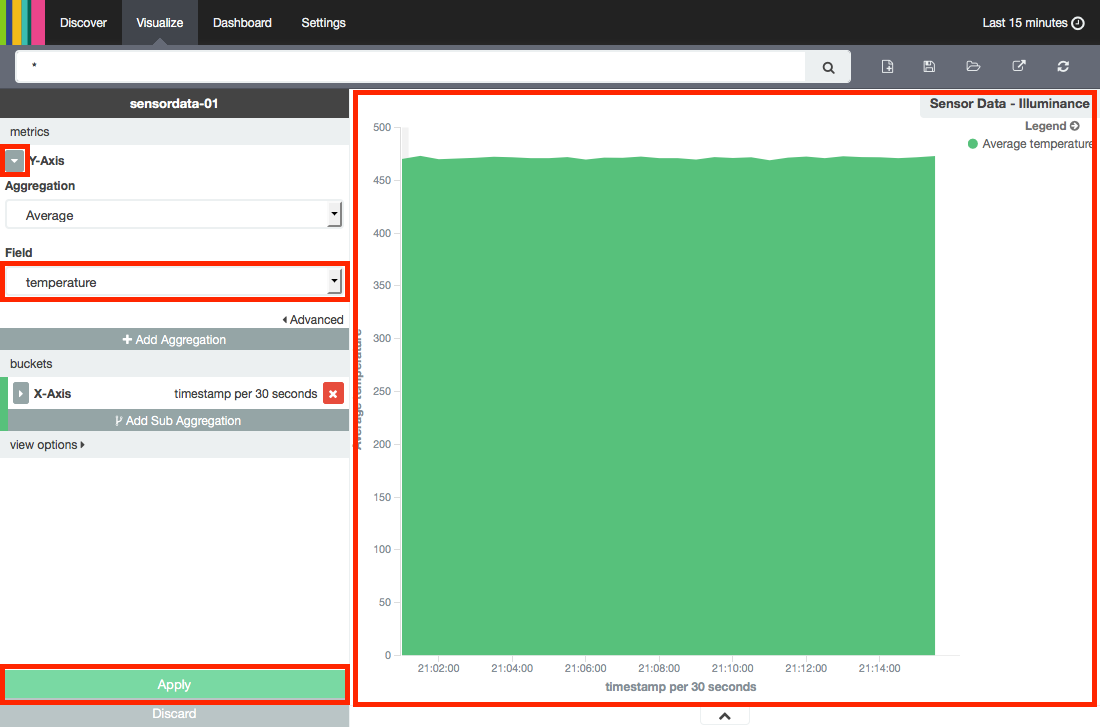 Discover Visualize Dashboard Settings Last 15 minutes
*
sensordata-01
metrics
Y-Axis
Aggregation
Average
Field
temperature
Advanced
Add Aggregation
buckets
X-Axis timestamp per 30 seconds
Add Sub Aggregation
view options
Apply
Discard
Sensor Data - Illuminance
Legend
Average temperature
500
450
400
350
300
250
200
150
100
50
0
Average temperature
21:02:00 21:04:00 21:06:00 21:08:00 21:10:00 21:12:00 21:14:00
timestamp per 30 seconds